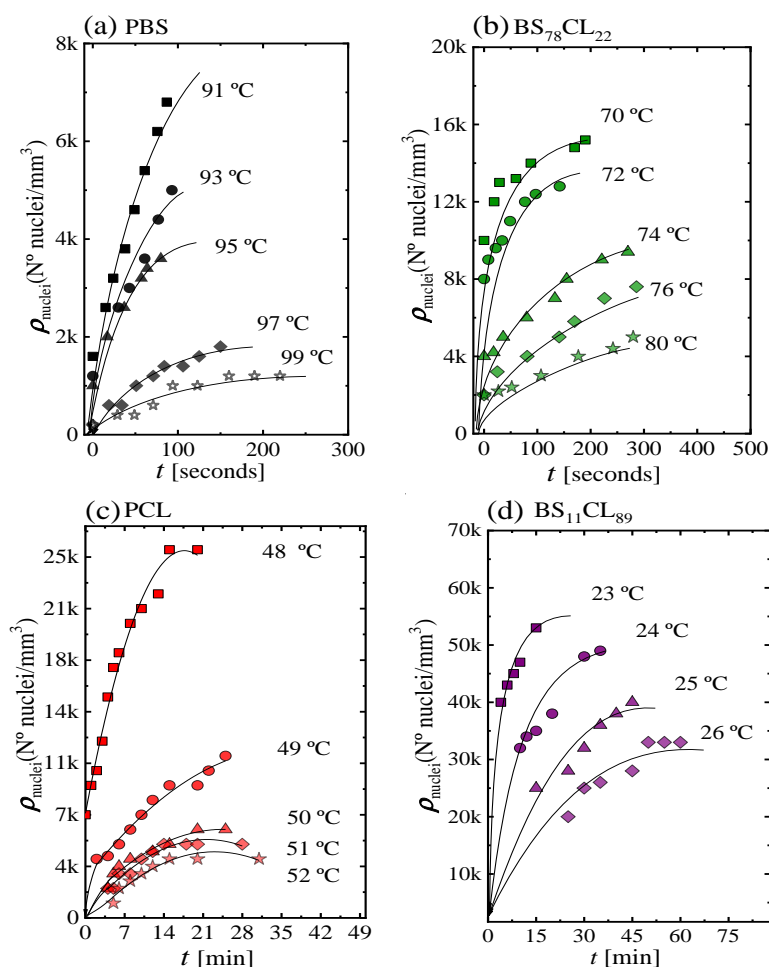 (a) PBS
8k
6k
4k
2k
0
ρnuclei(Nº nuclei/mm³)
91 ºC
93 ºC
95 ºC
97 ºC
99 ºC
0 100 200 300
t [seconds]
(b) BS₇₈CL₂₂
20k
16k
12k
8k
4k
0
ρnuclei(Nº nuclei/mm³)
70 ºC
72 ºC
74 ºC
76 ºC
80 ºC
0 100 200 300 400 500
t [seconds]
(c) PCL
25k
21k
18k
14k
11k
7k
4k
0
ρnuclei(Nº nuclei/mm³)
48 ºC
49 ºC
50 ºC
51 ºC
52 ºC
0 7 14 21 28 35 42 49
t [min]
(d) BS₁₁CL₈₉
70k
60k
50k
40k
30k
20k
10k
ρnuclei(Nº nuclei/mm³)
23 ºC
24 ºC
25 ºC
26 ºC
0 15 30 45 60 75
t [min]